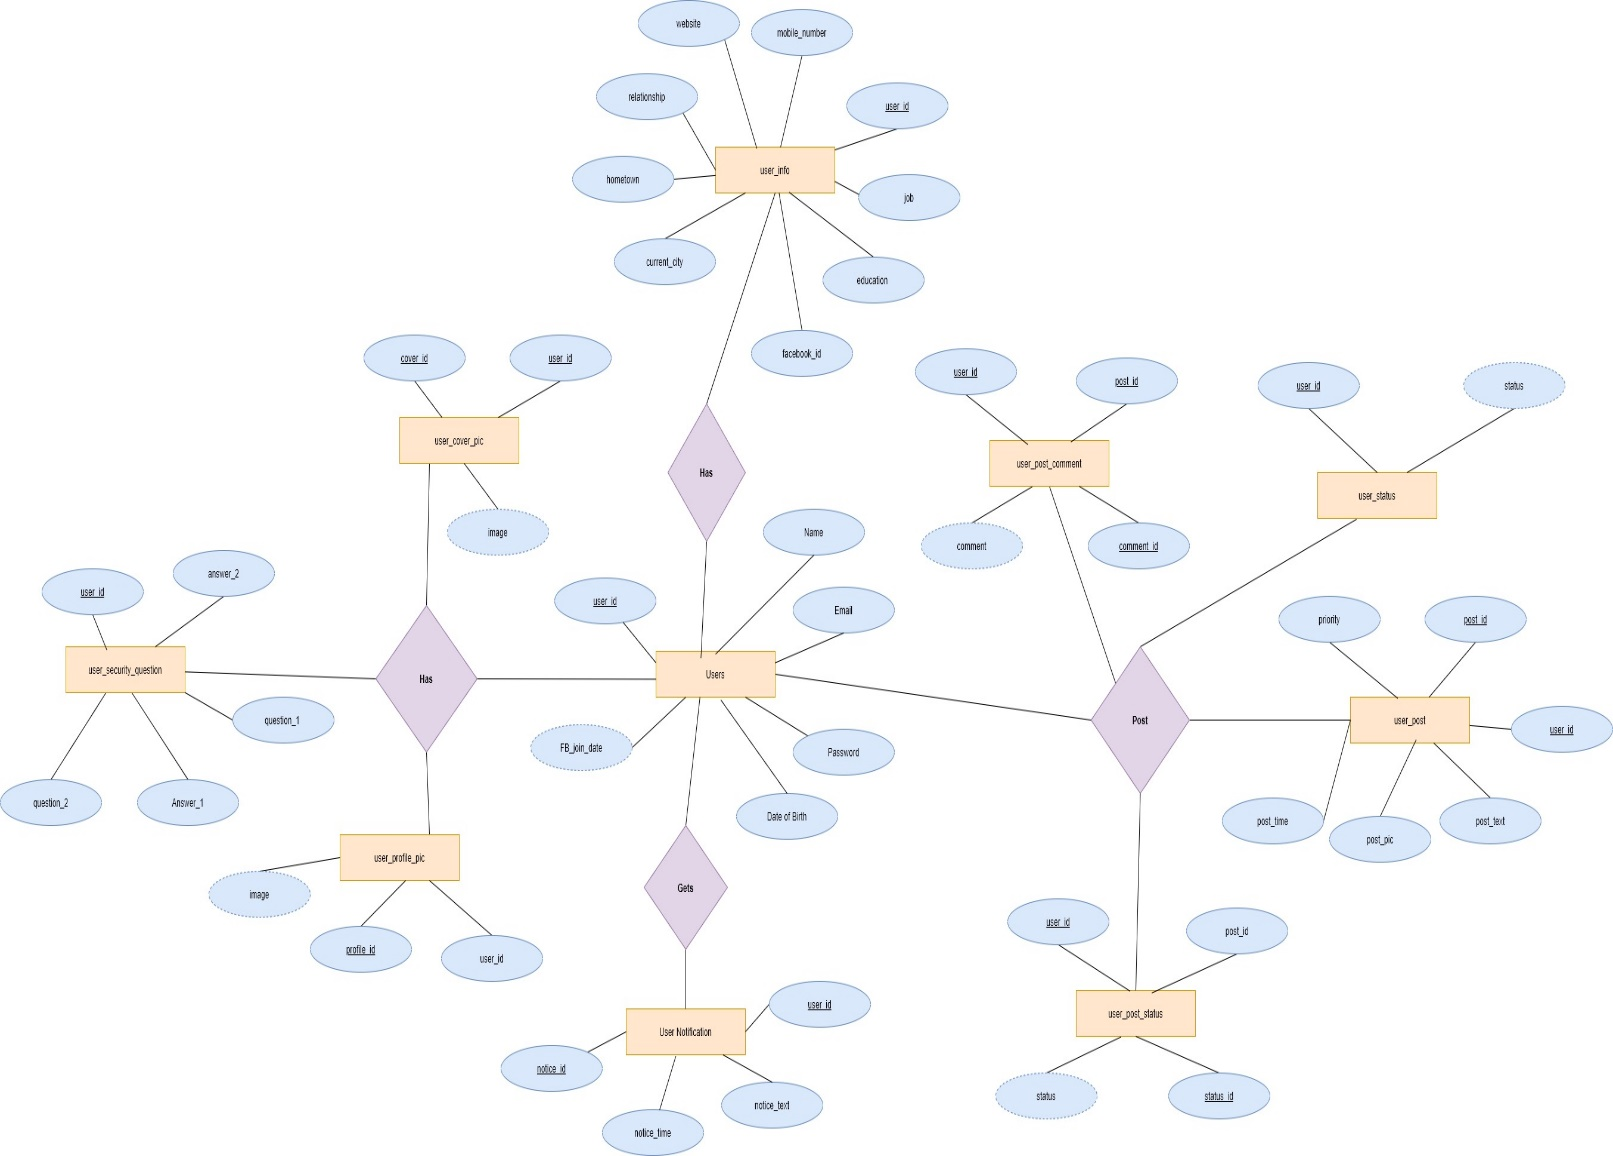 website
mobile_number
relationship
user_id
user_info
hometown
job
current_city
education
facebook_id
cover_id
user_id
user_cover_pic
image
Has
user_id
post_id
user_post_comment
comment
comment_id
user_id
status
user_status
user_id
answer_2
user_security_question
question_1
question_2
Answer_1
Has
Name
user_id
Email
Users
FB_join_date
Password
Date of Birth
Post
priority
post_id
user_post
user_id
post_time
post_pic
post_text
user_profile_pic
image
profile_id
user_id
Gets
user_id
User Notification
notice_id
notice_text
notice_time
user_id
post_id
user_post_status
status
status_id